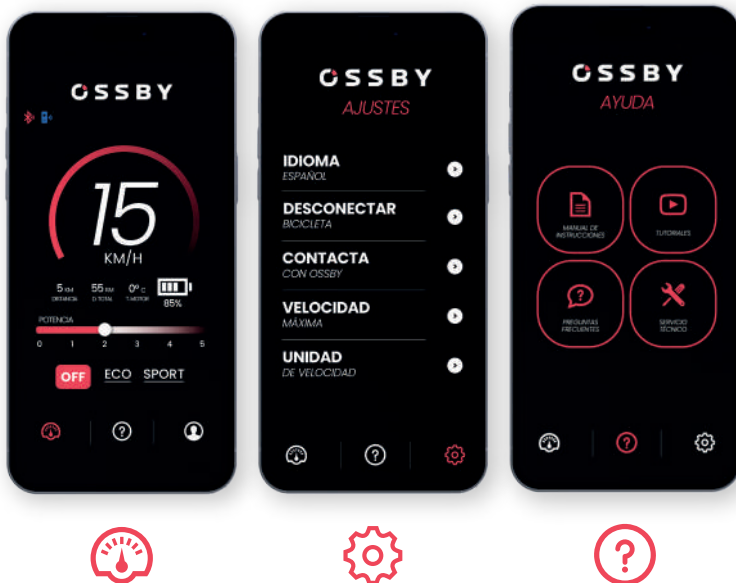 OSSBY
15
KM/H
5 KM
DISTANCIA
55 KM
D.TOTAL
0º C
T.MOTOR
85%
POTENCIA
0 1 2 3 4 5
OFF ECO SPORT
OSSBY
AJUSTES
IDIOMA
ESPAÑOL
DESCONECTAR
BICICLETA
CONTACTA
CON OSSBY
VELOCIDAD
MÁXIMA
UNIDAD
DE VELOCIDAD
OSSBY
AYUDA
MANUAL DE
INSTRUCCIONES
TUTORIALES
PREGUNTAS
FRECUENTES
SERVICIO
TÉCNICO